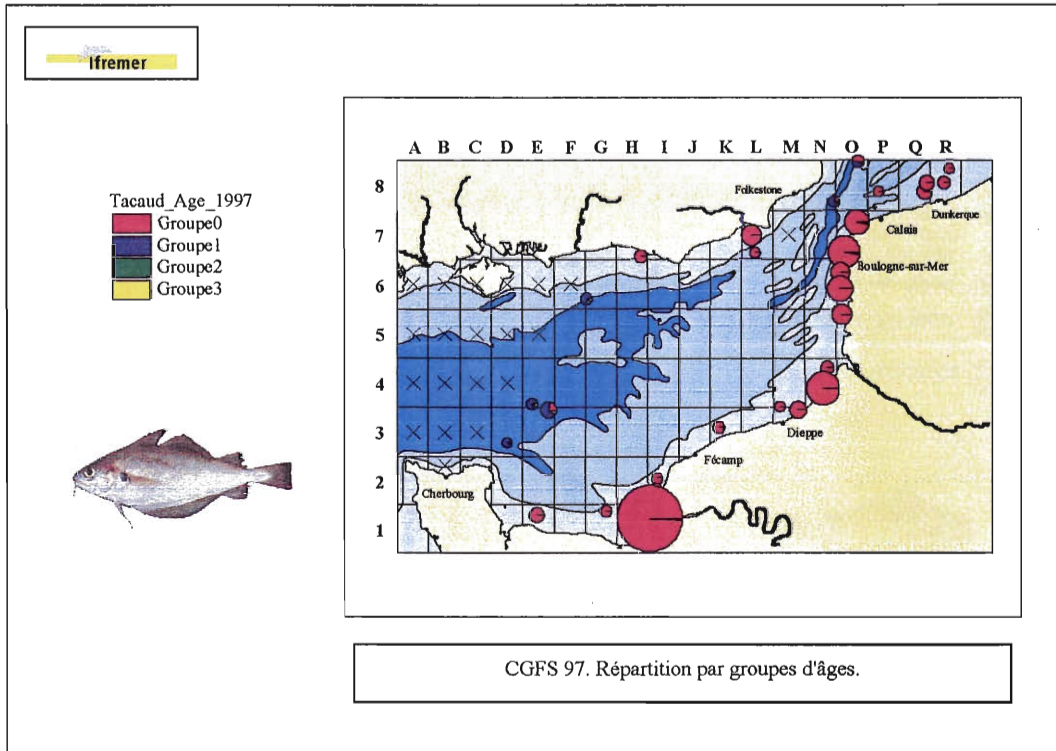 Ifremer
Tacaud_Age_1997
Groupe0
Groupe1
Groupe2
Groupe3
A B C D E F G H I J K L M N O P Q R
8
7
6
5
4
3
2
1
Folkestone
Dunkerque
Calais
Boulogne-sur-Mer
Dieppe
Fécamp
Cherbourg
CGFS 97. Répartition par groupes d'âges.